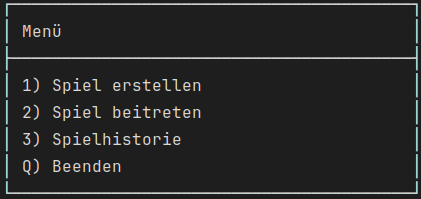 Menü
1) Spiel erstellen
2) Spiel beitreten
3) Spielhistorie
Q) Beenden